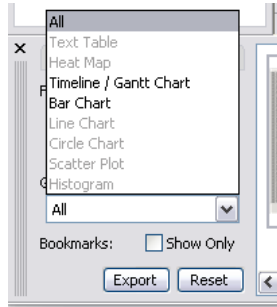 All
Text Table
Heat Map
Timeline / Gantt Chart
Bar Chart
Line Chart
Circle Chart
Scatter Plot
Histogram
All
Bookmarks:
Show Only
Export
Reset